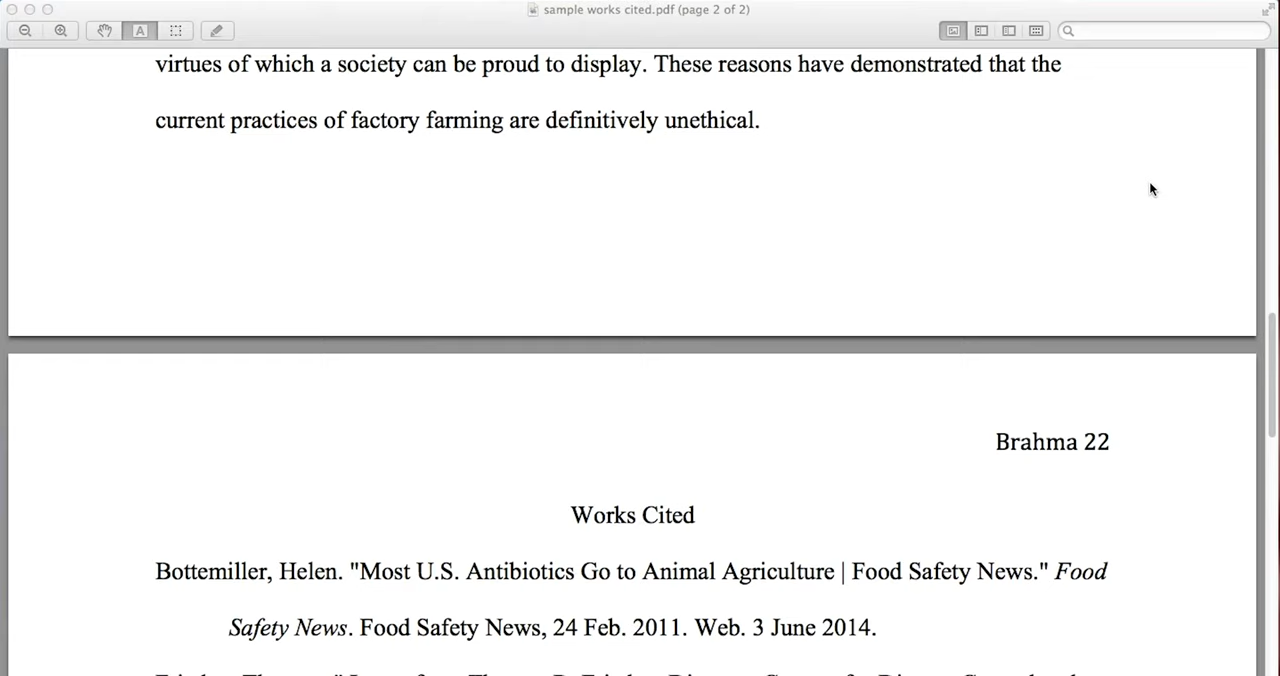 sample works cited.pdf (page 2 of 2)
A
virtues of which a society can be proud to display. These reasons have demonstrated that the
current practices of factory farming are definitively unethical.
Brahma 22
Works Cited
Bottemiller, Helen. "Most U.S. Antibiotics Go to Animal Agriculture | Food Safety News." Food
Safety News. Food Safety News, 24 Feb. 2011. Web. 3 June 2014.